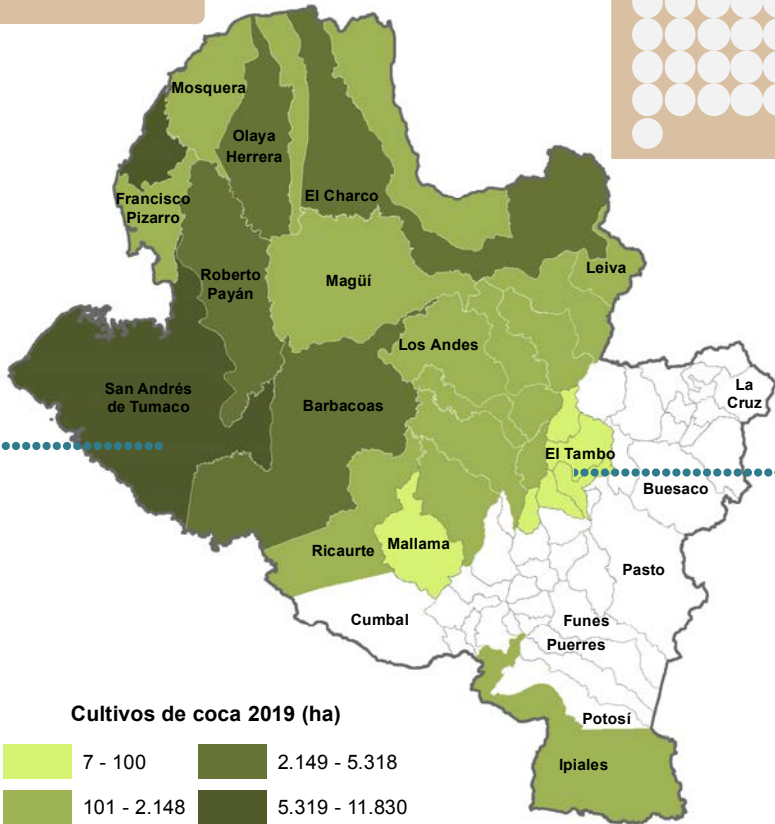 Mosquera
Olaya
Herrera
Francisco
Pizarro
El Charco
Roberto
Payán
Magüí
Leiva
Los Andes
San Andrés
de Tumaco
Barbacoas
La
Cruz
El Tambo
Buesaco
Ricaurte
Mallama
Pasto
Cumbal
Funes
Puerres
Potosí
Ipiales
Cultivos de coca 2019 (ha)
7 - 100
2.149 - 5.318
101 - 2.148
5.319 - 11.830